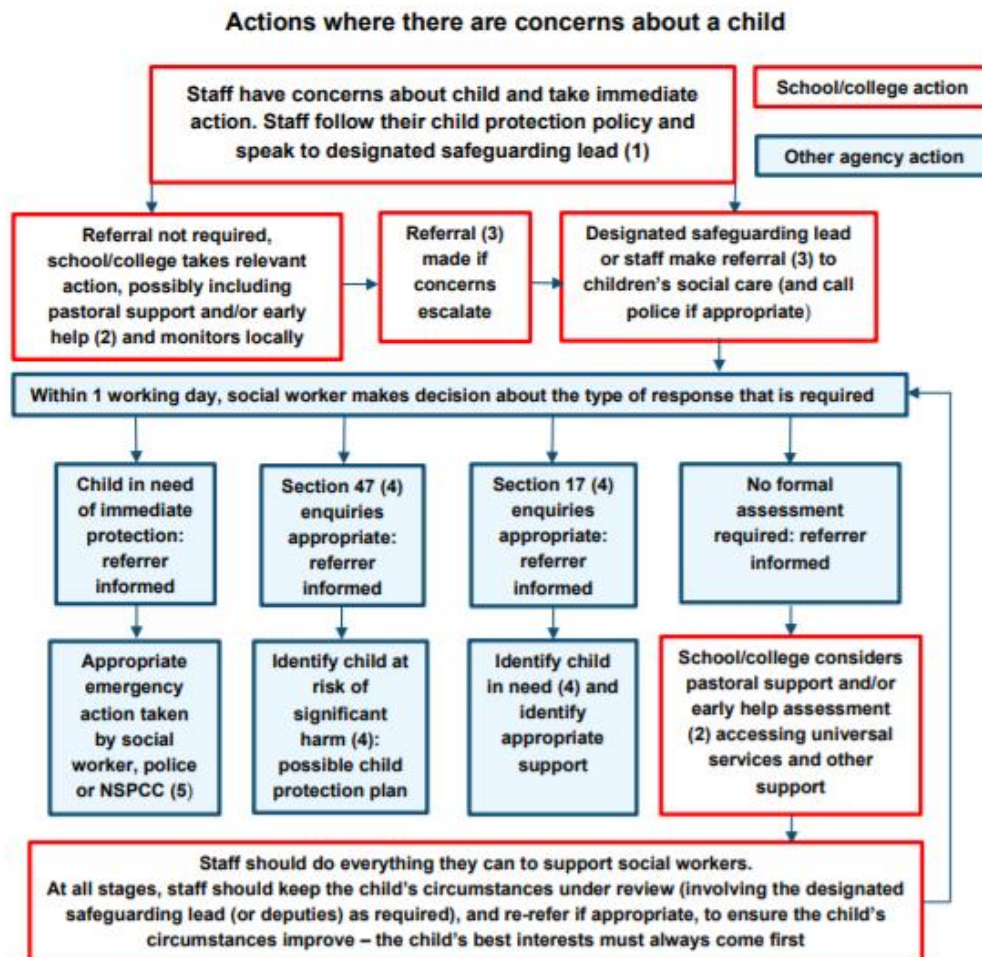 Actions where there are concerns about a child
Staff have concerns about child and take immediate
action. Staff follow their child protection policy and
speak to designated safeguarding lead (1)
School/college action
Other agency action
Referral not required,
school/college takes relevant
action, possibly including
pastoral support and/or early
help (2) and monitors locally
Referral (3)
made if
concerns
escalate
Designated safeguarding lead
or staff make referral (3) to
children's social care (and call
police if appropriate)
Within 1 working day, social worker makes decision about the type of response that is required
Child in need
of immediate
protection:
referrer
informed
Section 47 (4)
enquiries
appropriate:
referrer
informed
Section 17 (4)
enquiries
appropriate:
referrer
informed
No formal
assessment
required: referrer
informed
Appropriate
emergency
action taken
by social
worker, police
or NSPCC (5)
Identify child at
risk of
significant
harm (4):
possible child
protection plan
Identify child
in need (4) and
identify
appropriate
support
School/college considers
pastoral support and/or
early help assessment
(2) accessing universal
services and other
support
Staff should do everything they can to support social workers.
At all stages, staff should keep the child's circumstances under review (involving the designated
safeguarding lead (or deputies) as required), and re-refer if appropriate, to ensure the child's
circumstances improve – the child's best interests must always come first